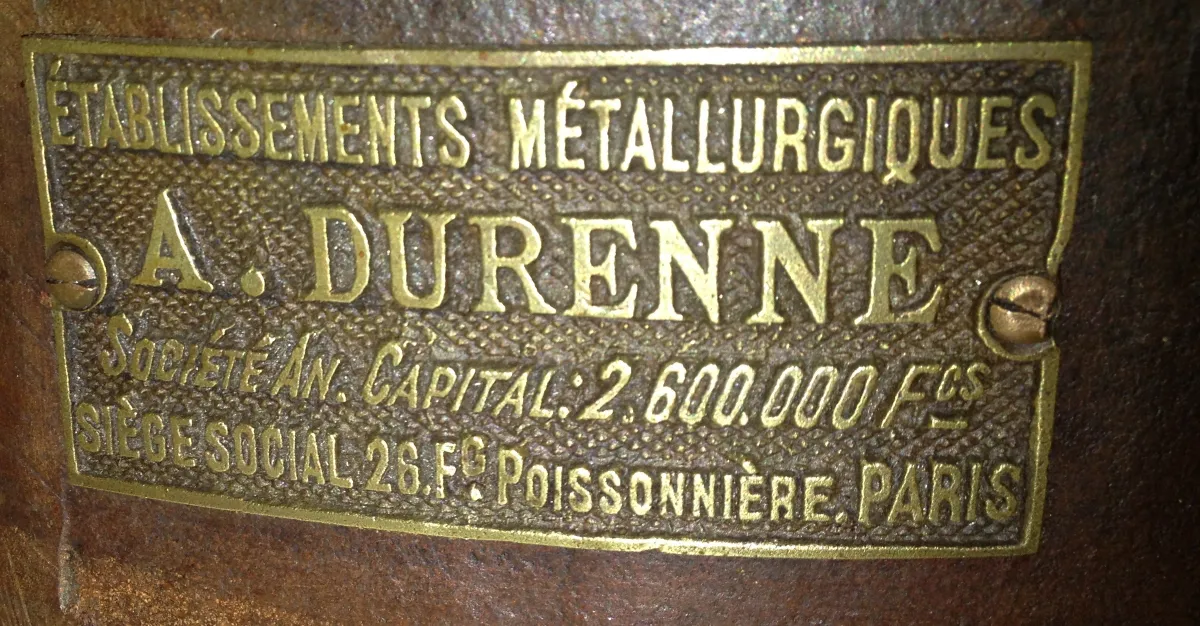 ÉTABLISSEMENTS MÉTALLURGIQUES
A. DURENNE
SOCIÉTÉ AN. CAPITAL: 2.600.000 FCS
SIÈGE SOCIAL 26. FG. POISSONNIÈRE. PARIS